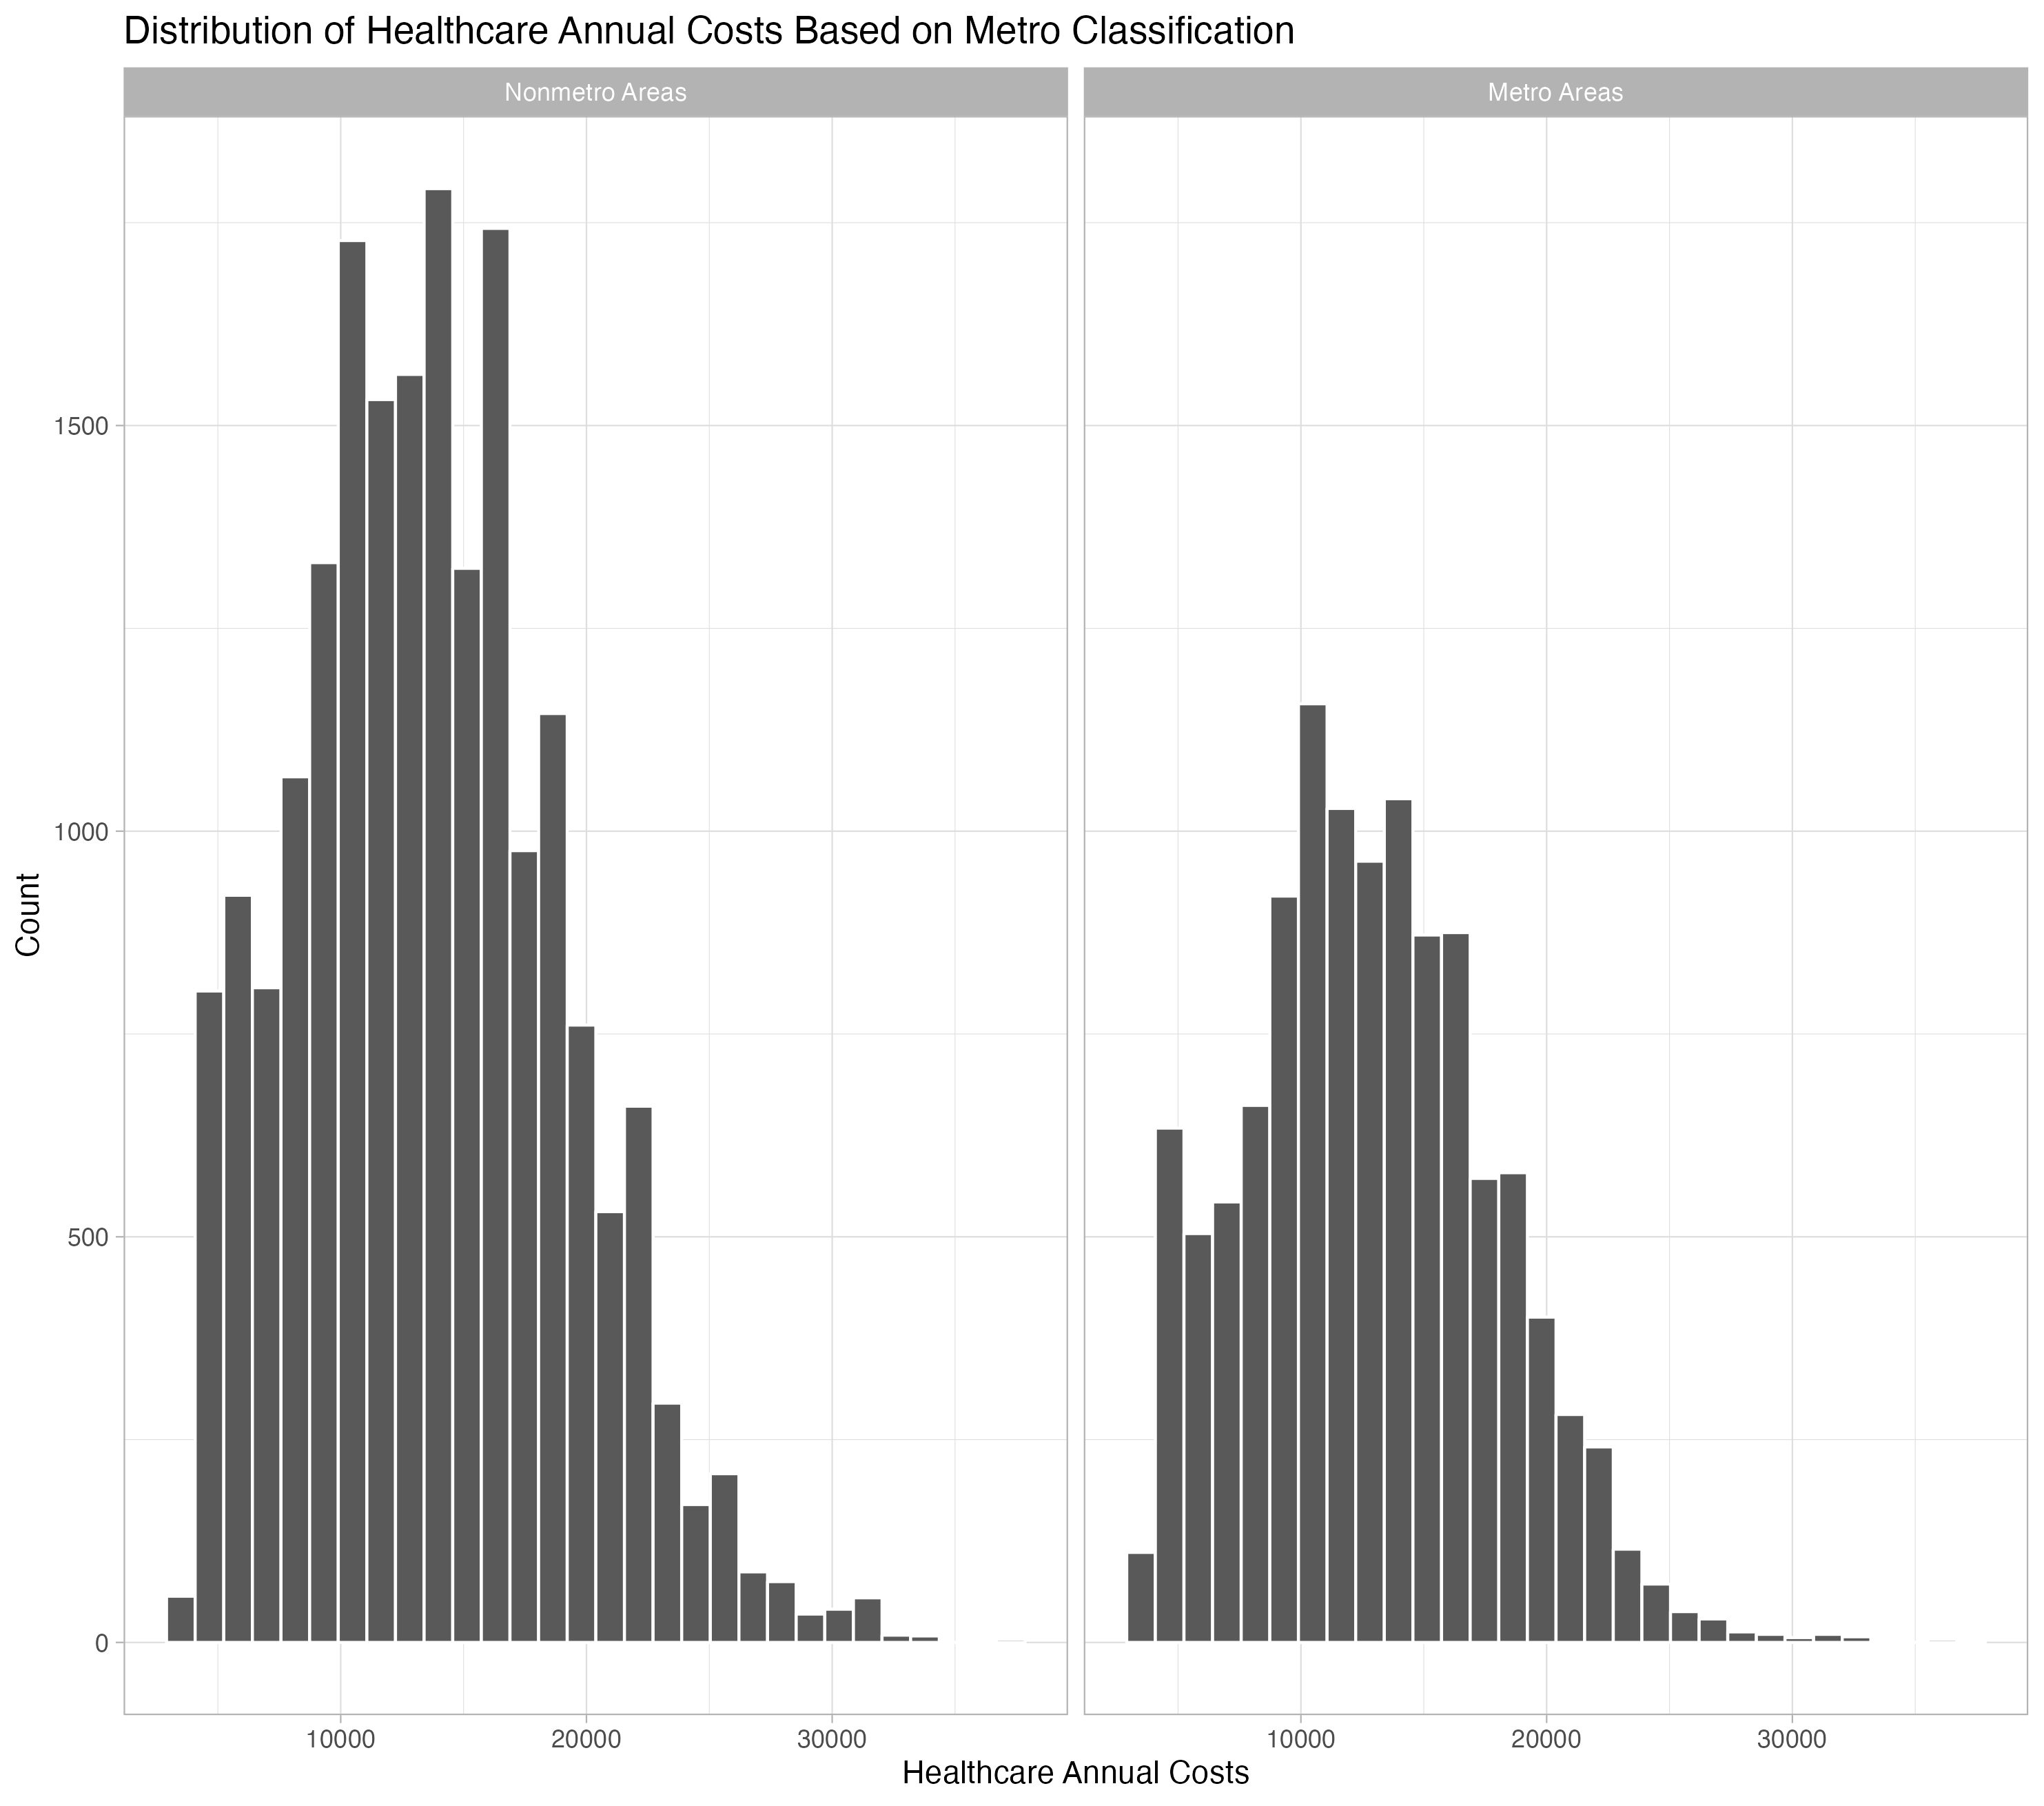 Distribution of Healthcare Annual Costs Based on Metro Classification
Nonmetro Areas
Metro Areas
Count
1500
1000
500
0
10000 20000 30000
10000 20000 30000
Healthcare Annual Costs